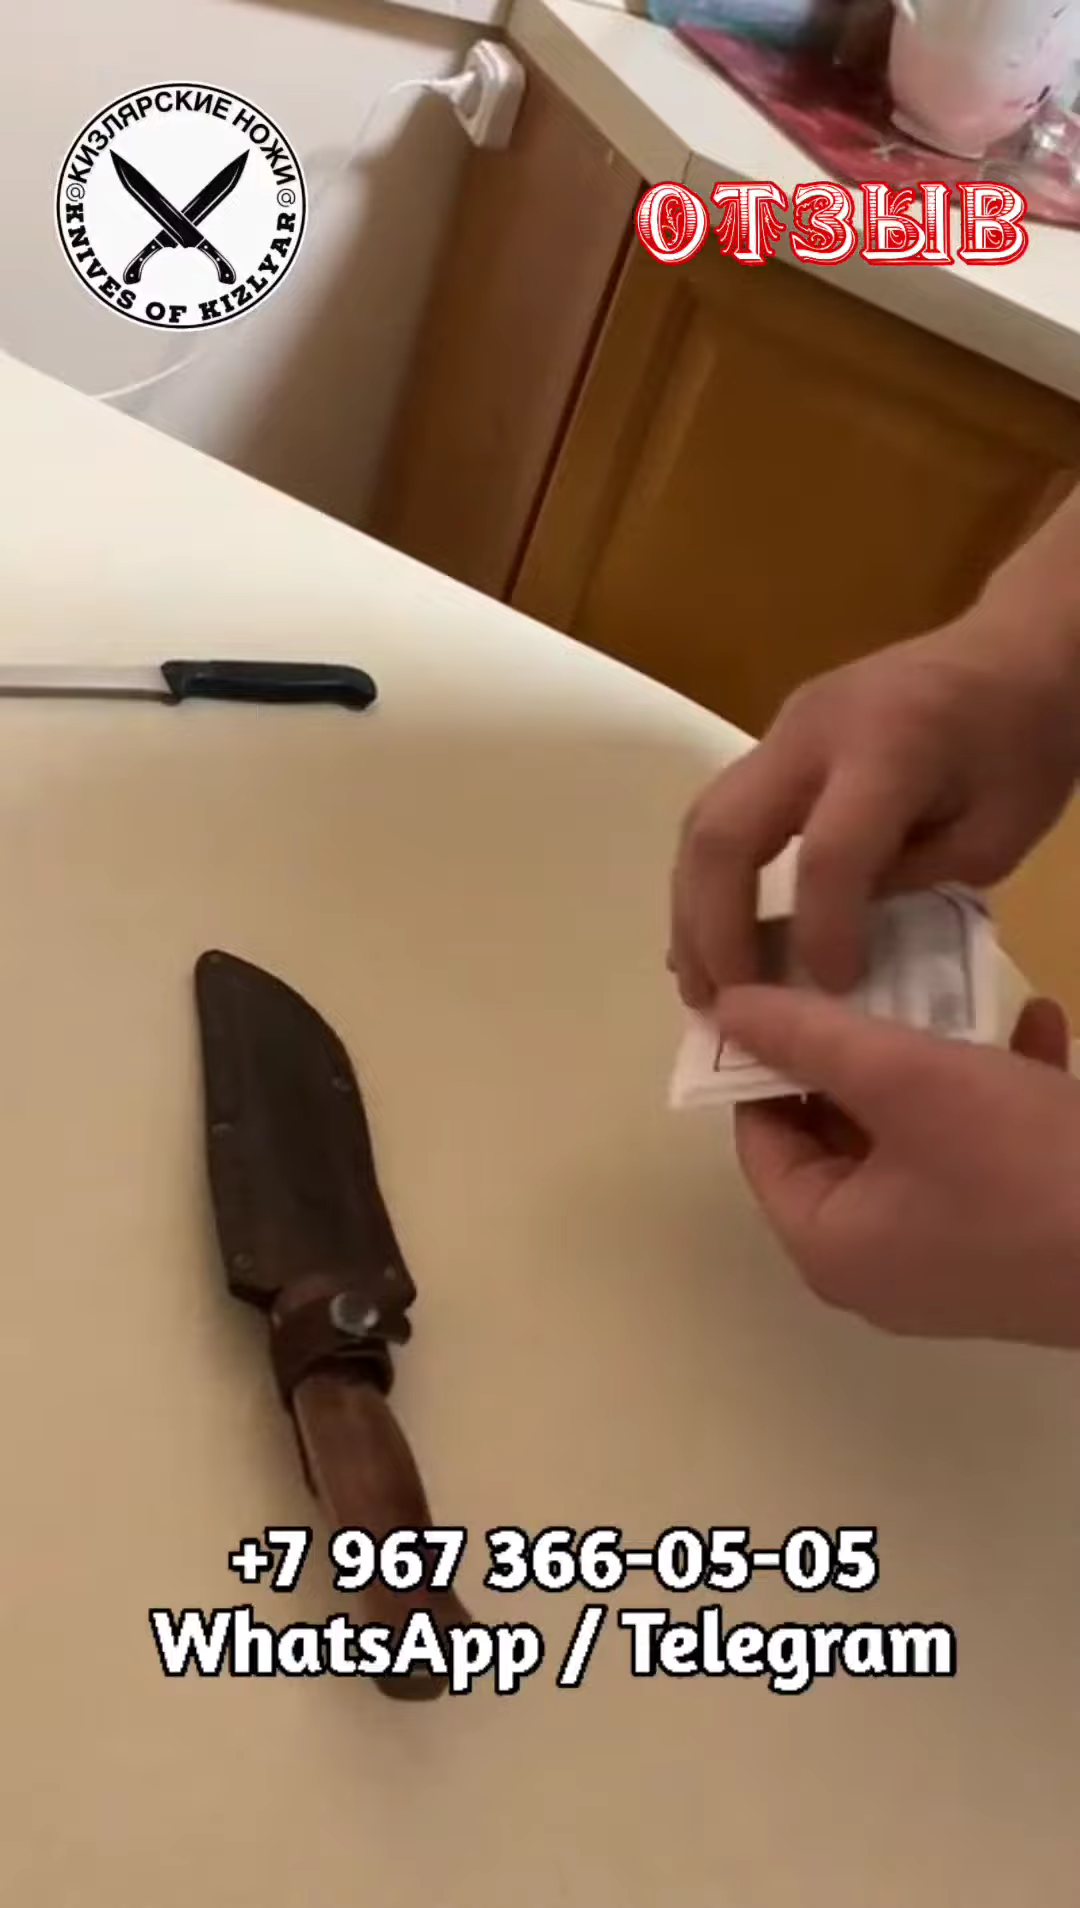 @КИЗЛЯРСКИЕ НОЖИ@
KNIVES OF KIZLYAR
ОТЗЫВ
+7 967 366-05-05
WhatsApp / Telegram